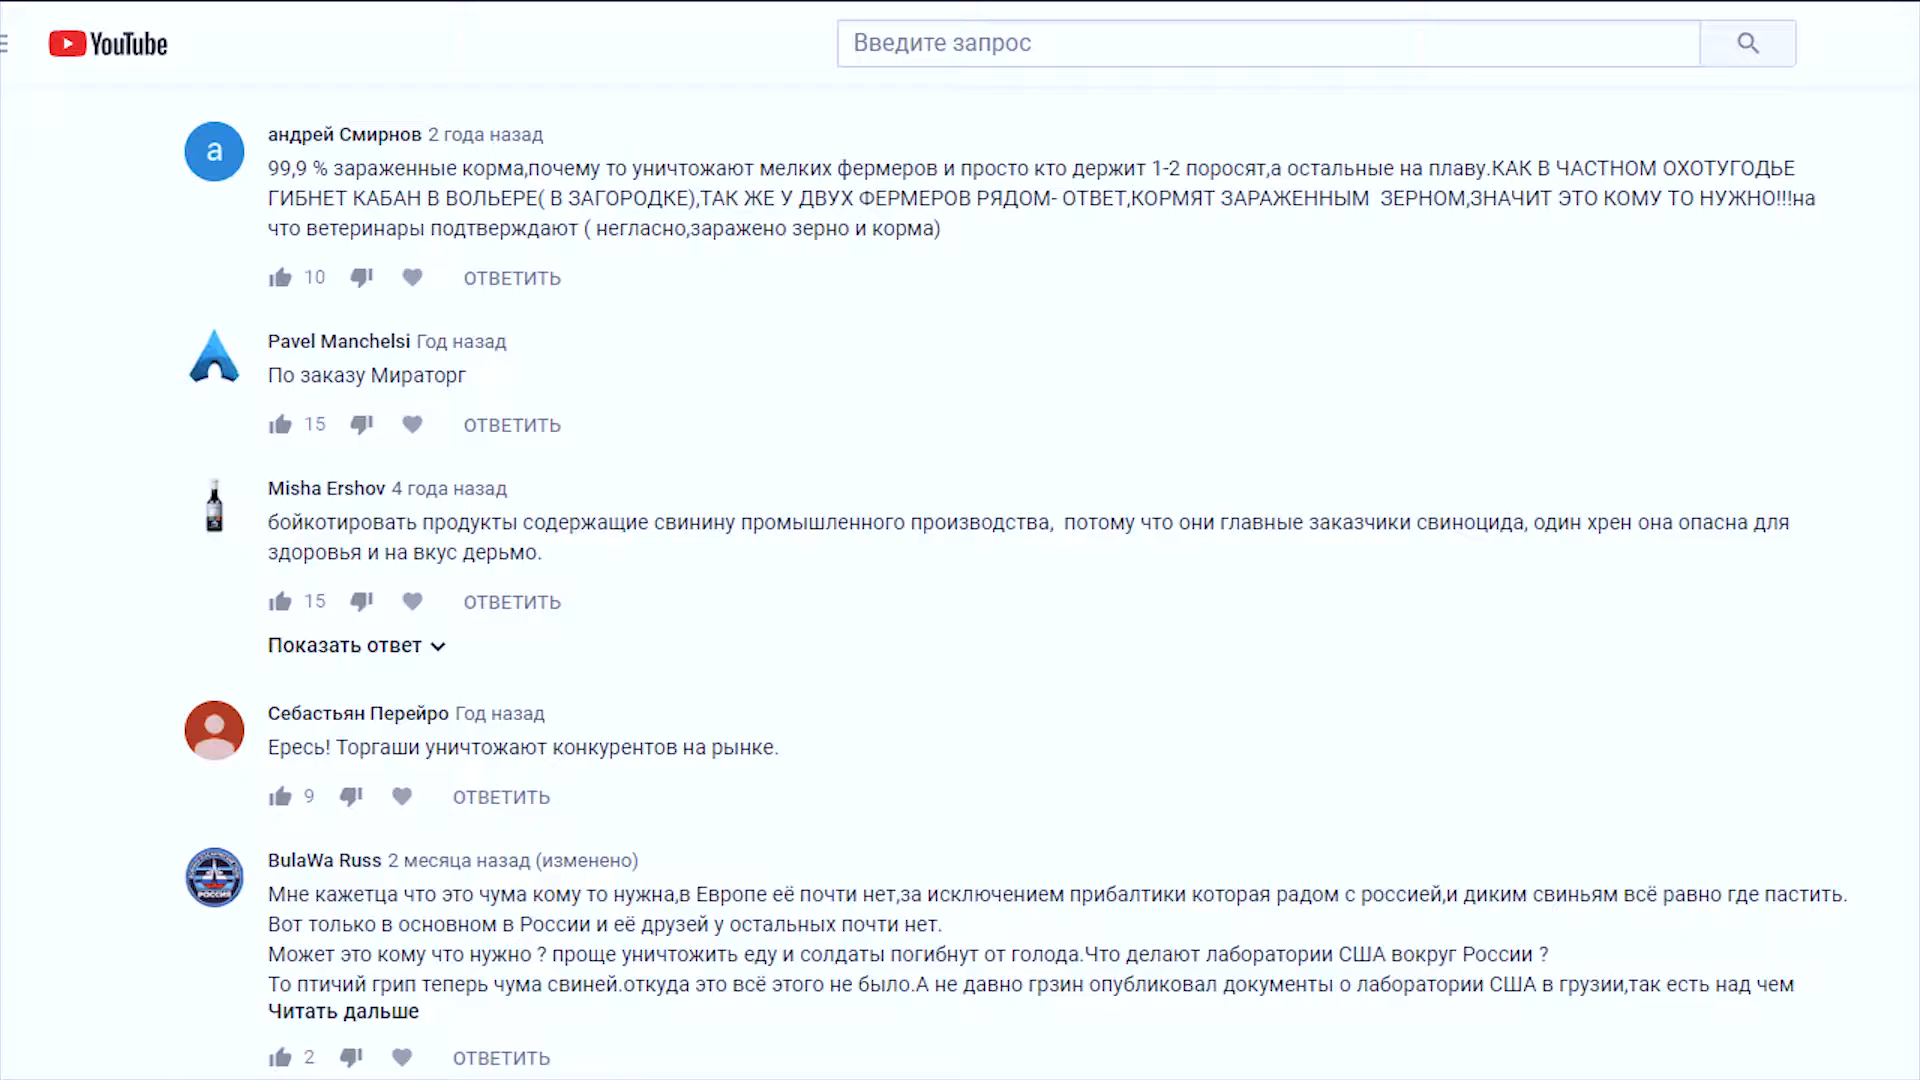 YouTube
Введите запрос
андрей Смирнов 2 года назад
a
99,9 % зараженные корма,почему то уничтожают мелких фермеров и просто кто держит 1-2 поросят,а остальные на плаву.КАК В ЧАСТНОМ ОХОТУГОДЬЕ
ГИБНЕТ КАБАН В ВОЛЬЕРЕ( В ЗАГОРОДКЕ),ТАК ЖЕ У ДВУХ ФЕРМЕРОВ РЯДОМ- ОТВЕТ,КОРМЯТ ЗАРАЖЕННЫМ ЗЕРНОМ,ЗНАЧИТ ЭТО КОМУ ТО НУЖНО!!!на
что ветеринары подтверждают ( негласно,заражено зерно и корма)
10 ОТВЕТИТЬ
Pavel Manchelsi Год назад
По заказу Мираторг
15 ОТВЕТИТЬ
Misha Ershov 4 года назад
бойкотировать продукты содержащие свинину промышленного производства, потому что они главные заказчики свиноцида, один хрен она опасна для
здоровья и на вкус дерьмо.
15 ОТВЕТИТЬ
Показать ответ
Себастьян Перейро Год назад
Ересь! Торгаши уничтожают конкурентов на рынке.
9 ОТВЕТИТЬ
BulaWa Russ 2 месяца назад (изменено)
РОССИЯ
Мне кажетца что это чума кому то нужна,в Европе её почти нет,за исключением прибалтики которая радом с россией,и диким свиньям всё равно где пастить.
Вот только в основном в России и её друзей у остальных почти нет.
Может это кому что нужно ? проще уничтожить еду и солдаты погибнут от голода.Что делают лаборатории США вокруг России ?
То птичий грип теперь чума свиней.откуда это всё этого не было.А не давно грзин опубликовал документы о лаборатории США в грузии,так есть над чем
Читать дальше
2 ОТВЕТИТЬ